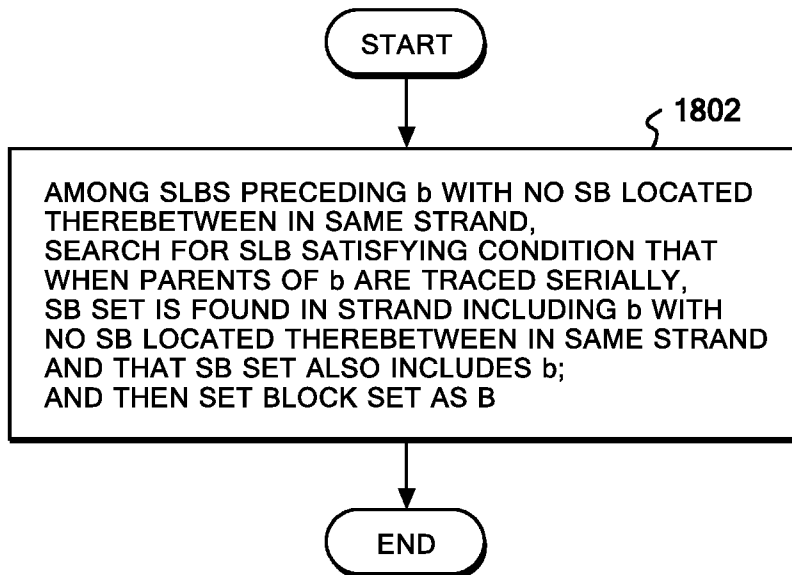 START
1802
AMONG SLBS PRECEDING b WITH NO SB LOCATED
THEREBETWEEN IN SAME STRAND,
SEARCH FOR SLB SATISFYING CONDITION THAT
WHEN PARENTS OF b ARE TRACED SERIALLY,
SB SET IS FOUND IN STRAND INCLUDING b WITH
NO SB LOCATED THEREBETWEEN IN SAME STRAND
AND THAT SB SET ALSO INCLUDES b;
AND THEN SET BLOCK SET AS B
END